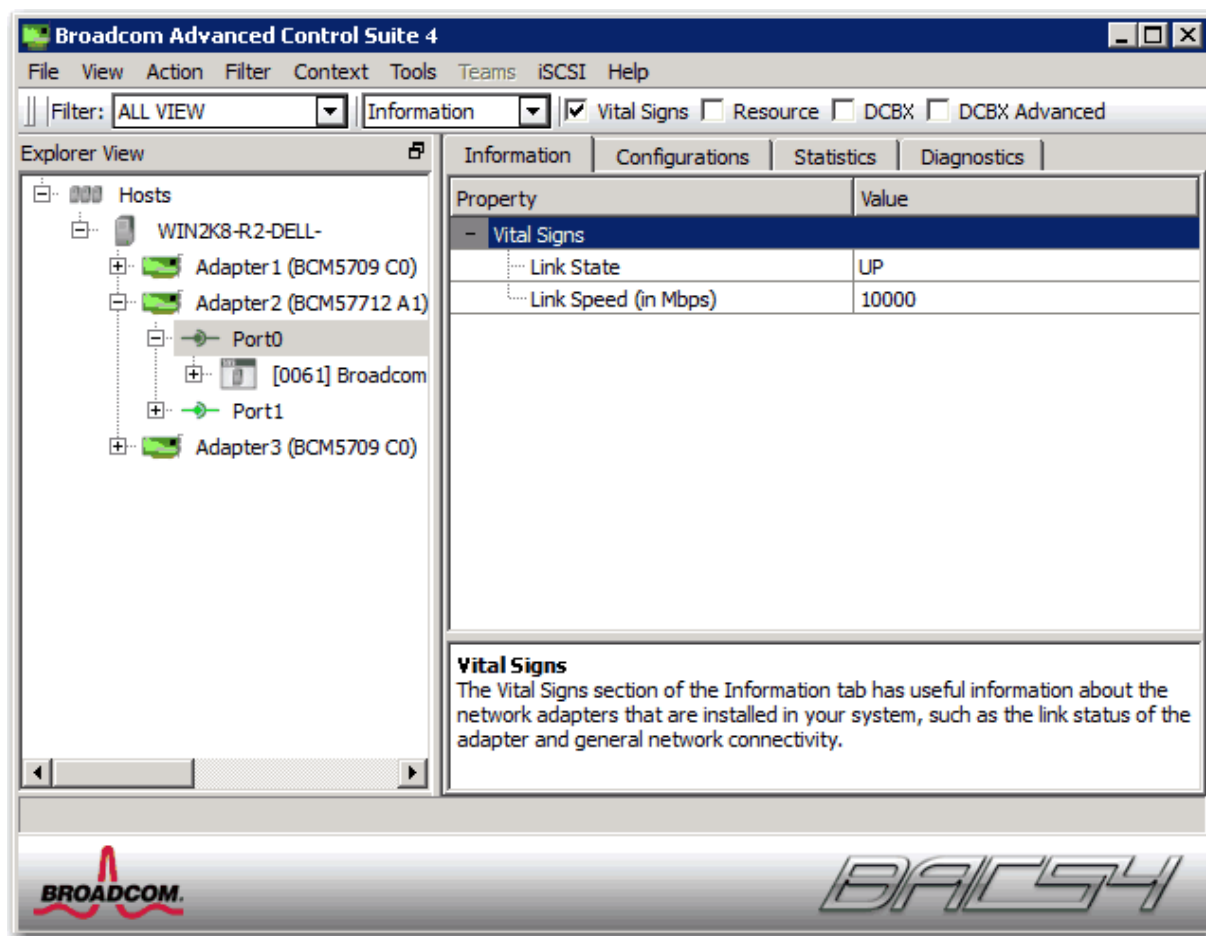 Broadcom Advanced Control Suite 4
File View Action Filter Context Tools Teams iSCSI Help
Filter: ALL VIEW Information Vital Signs Resource DCBX DCBX Advanced
Explorer View
Hosts
WIN2K8-R2-DELL-
Adapter1 (BCM5709 C0)
Adapter2 (BCM57712 A1)
Port0
[0061] Broadcom
Port1
Adapter3 (BCM5709 C0)
Information Configurations Statistics Diagnostics
Property Value
Vital Signs
Link State UP
Link Speed (in Mbps) 10000
Vital Signs
The Vital Signs section of the Information tab has useful information about the
network adapters that are installed in your system, such as the link status of the
adapter and general network connectivity.
BROADCOM.
BACS4